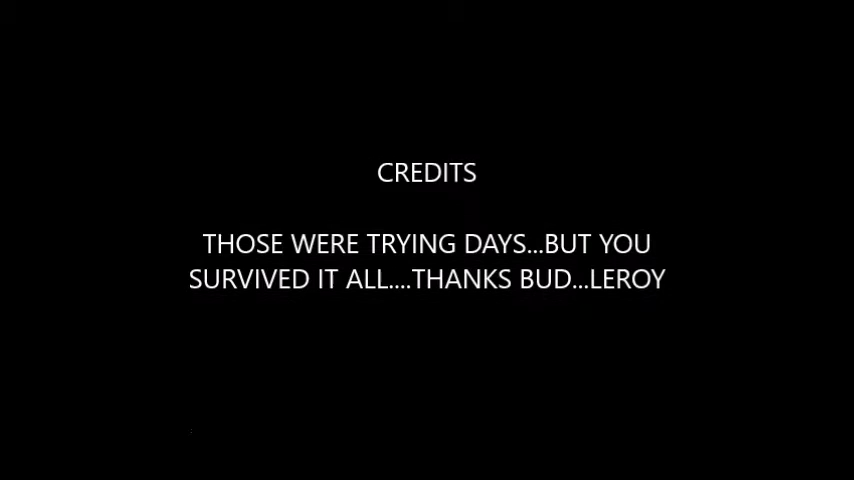 CREDITS
THOSE WERE TRYING DAYS...BUT YOU
SURVIVED IT ALL....THANKS BUD...LEROY